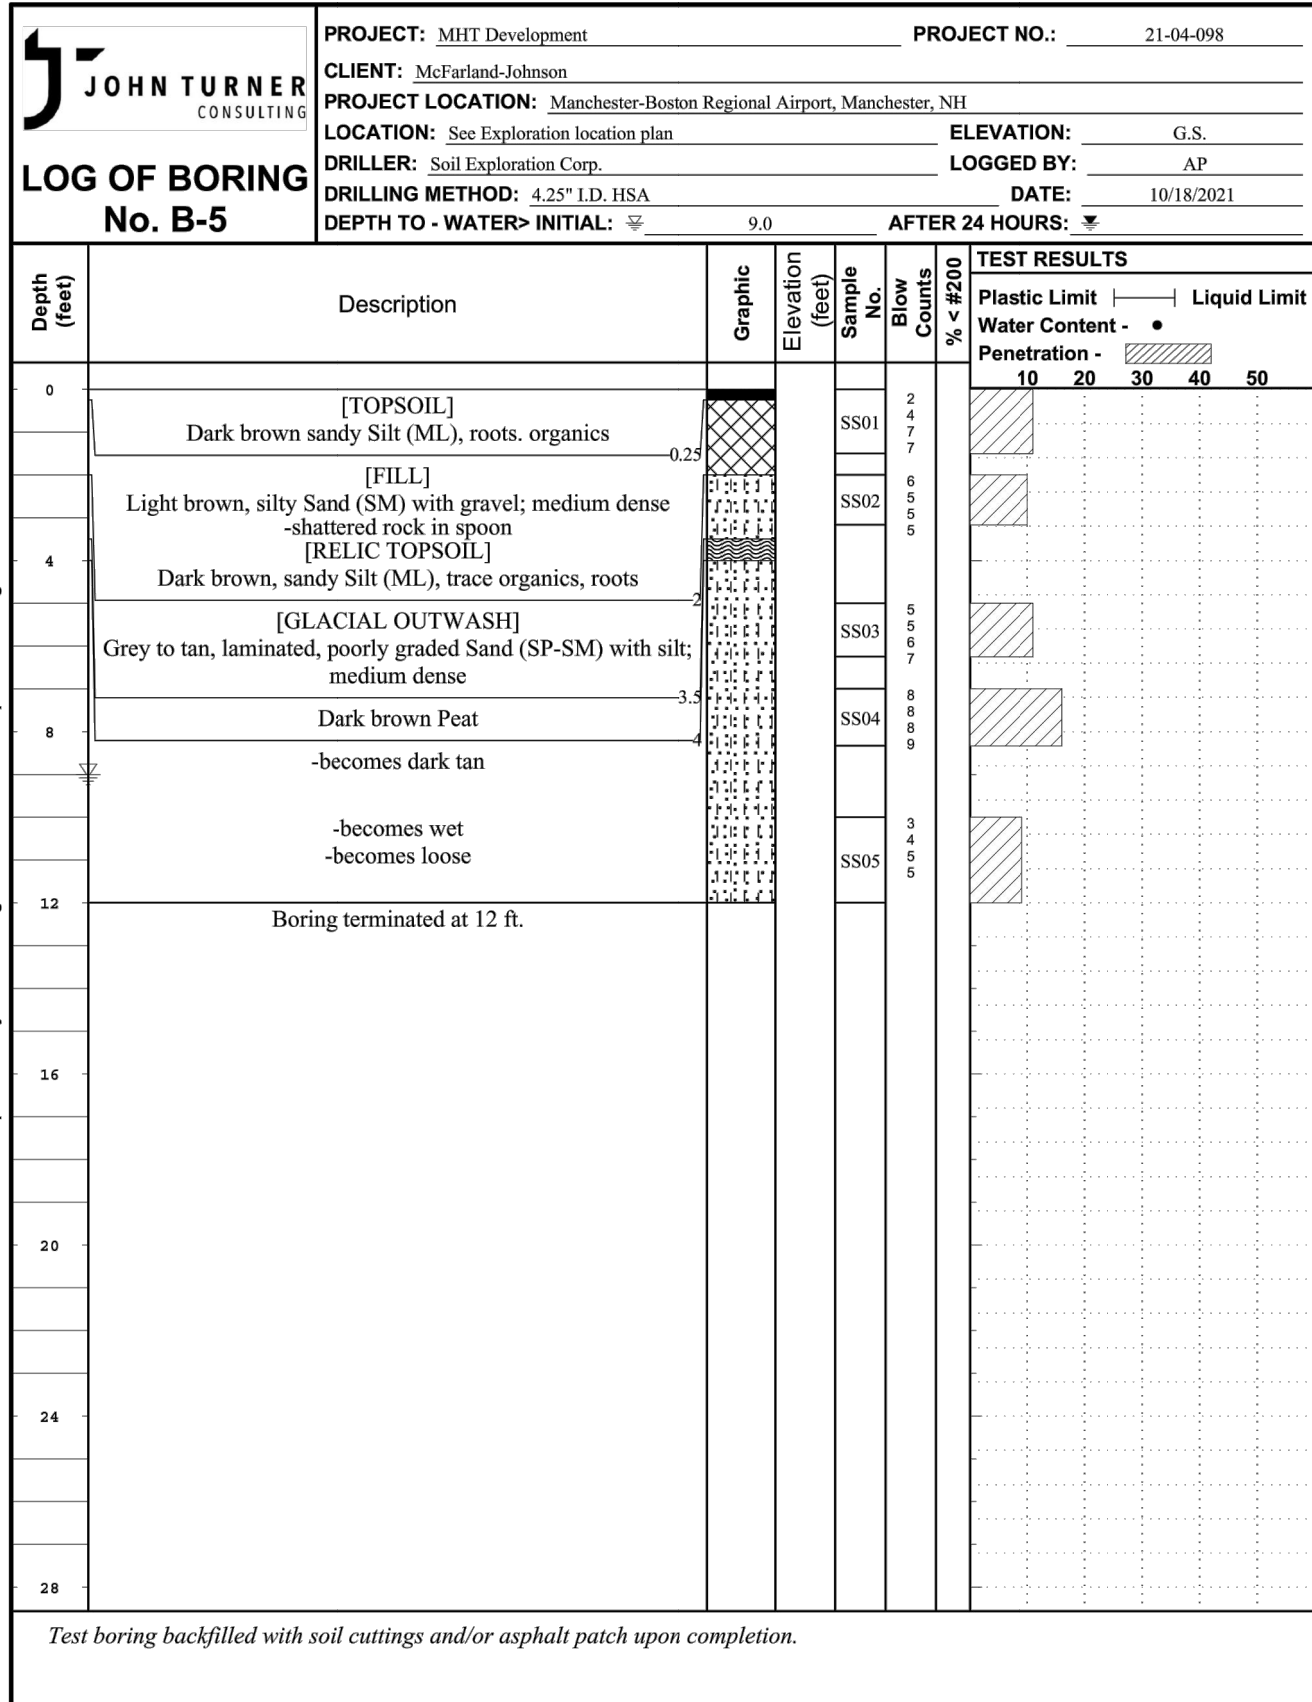 JOHN TURNER
CONSULTING
LOG OF BORING
No. B-5
PROJECT: MHT Development PROJECT NO.: 21-04-098
CLIENT: McFarland-Johnson
PROJECT LOCATION: Manchester-Boston Regional Airport, Manchester, NH
LOCATION: See Exploration location plan ELEVATION: G.S.
DRILLER: Soil Exploration Corp. LOGGED BY: AP
DRILLING METHOD: 4.25" I.D. HSA DATE: 10/18/2021
DEPTH TO - WATER> INITIAL: 9.0 AFTER 24 HOURS:
Depth
(feet)
Description
Graphic
Elevation
(feet)
Sample
No.
Blow
Counts
% < #200
TEST RESULTS
Plastic Limit Liquid Limit
Water Content - ●
Penetration -
10 20 30 40 50
0
[TOPSOIL]
Dark brown sandy Silt (ML), roots. organics
0.25
SS01
2
4
7
7
[FILL]
Light brown, silty Sand (SM) with gravel; medium dense
-shattered rock in spoon
SS02
6
5
5
5
[RELIC TOPSOIL]
4
Dark brown, sandy Silt (ML), trace organics, roots
2
[GLACIAL OUTWASH]
Grey to tan, laminated, poorly graded Sand (SP-SM) with silt;
medium dense
3.5
SS03
5
5
6
7
Dark brown Peat
4
SS04
8
8
8
9
8
-becomes dark tan
-becomes wet
-becomes loose
SS05
3
4
5
5
12
Boring terminated at 12 ft.
16
20
24
28
Test boring backfilled with soil cuttings and/or asphalt patch upon completion.